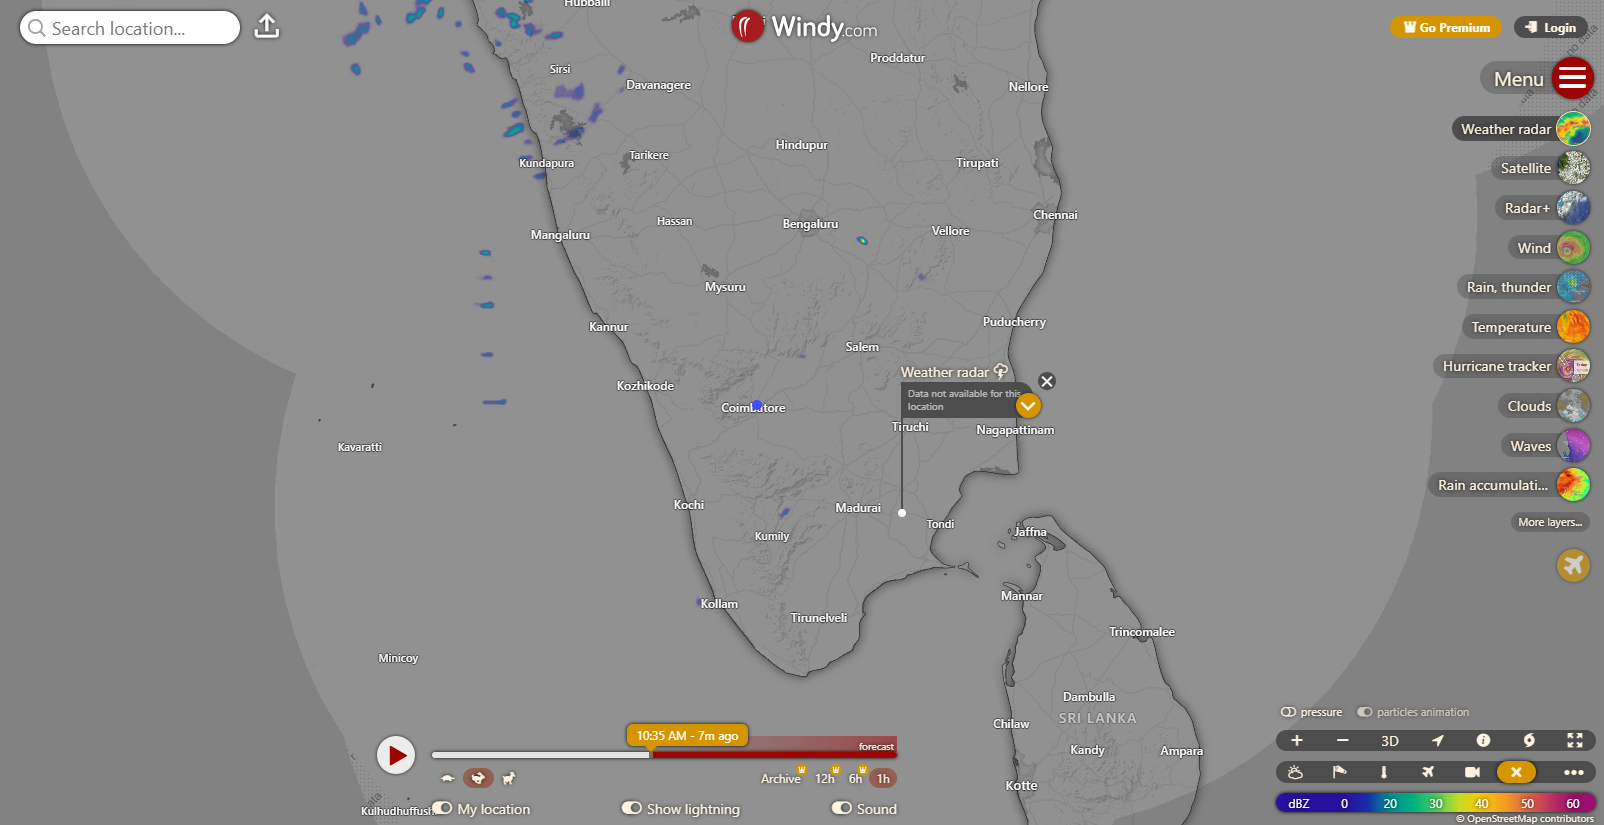 Search location...
Windy.com
Go Premium
Login
Menu
Weather radar
Satellite
Radar+
Wind
Rain, thunder
Temperature
Hurricane tracker
Clouds
Waves
Rain accumulati...
More layers...
Hubballi
Proddatur
Sirsi
Davanagere
Nellore
no data
Hindupur
Kundapura
Tarikere
Tirupati
Chennai
Hassan
Bengaluru
Vellore
Mangaluru
Mysuru
Puducherry
Kannur
Salem
Weather radar
Data not available for this
location
Kozhikode
Coimbatore
Tiruchi
Nagapattinam
Kavaratti
Kochi
Madurai
Tondi
Jaffna
Kumily
Mannar
Kollam
Tirunelveli
Trincomalee
Minicoy
Dambulla
Chilaw
SRI LANKA
Kandy
Ampara
Kotte
Kulhudhuffush
10:35 AM - 7m ago
forecast
Archive
12h
6h
1h
My location
Show lightning
Sound
pressure
particles animation
+
−
3D
dBZ
0
20
30
40
50
60
© OpenStreetMap contributors